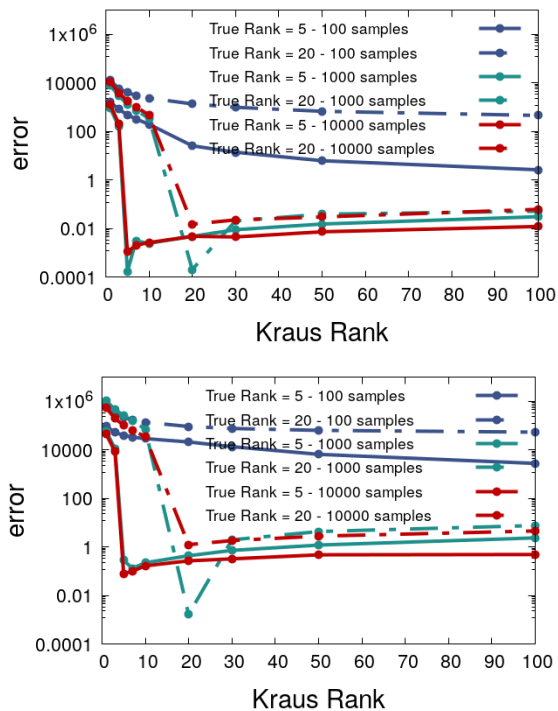 1x10⁶
10000
100
1
0.01
0.0001
error
True Rank = 5 - 100 samples
True Rank = 20 - 100 samples
True Rank = 5 - 1000 samples
True Rank = 20 - 1000 samples
True Rank = 5 - 10000 samples
True Rank = 20 - 10000 samples
0 10 20 30 40 50 60 70 80 90 100
Kraus Rank
1x10⁶
10000
100
1
0.01
0.0001
error
True Rank = 5 - 100 samples
True Rank = 20 - 100 samples
True Rank = 5 - 1000 samples
True Rank = 20 - 1000 samples
True Rank = 5 - 10000 samples
True Rank = 20 - 10000 samples
0 10 20 30 40 50 60 70 80 90 100
Kraus Rank